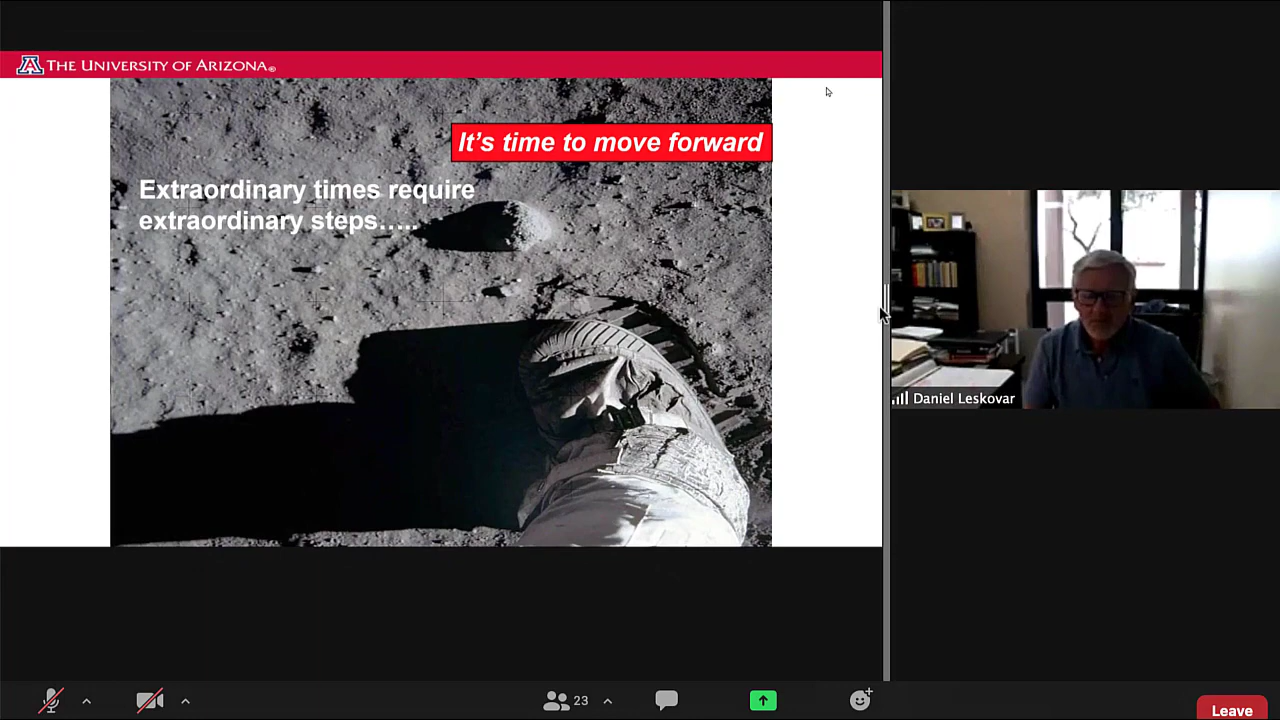 THE UNIVERSITY OF ARIZONA®
It's time to move forward
Extraordinary times require
extraordinary steps…..
Daniel Leskovar
23
Leave